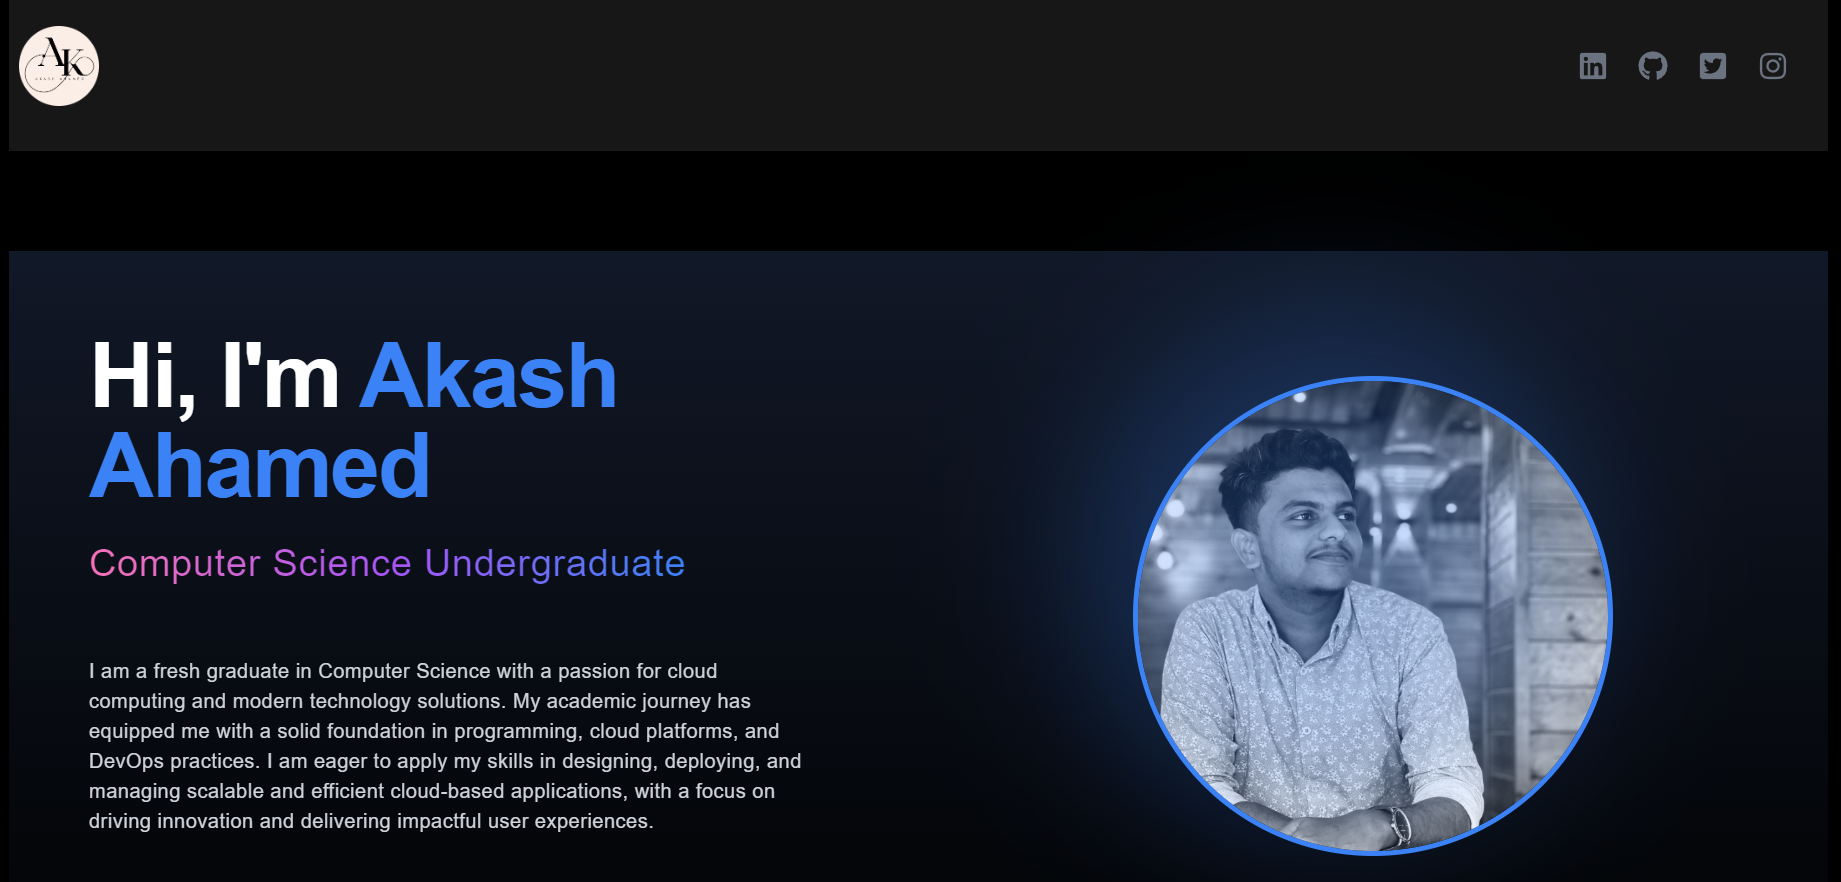 AK
AKASH AHAMED
Hi, I'm Akash
Ahamed
Computer Science Undergraduate
I am a fresh graduate in Computer Science with a passion for cloud
computing and modern technology solutions. My academic journey has
equipped me with a solid foundation in programming, cloud platforms, and
DevOps practices. I am eager to apply my skills in designing, deploying, and
managing scalable and efficient cloud-based applications, with a focus on
driving innovation and delivering impactful user experiences.